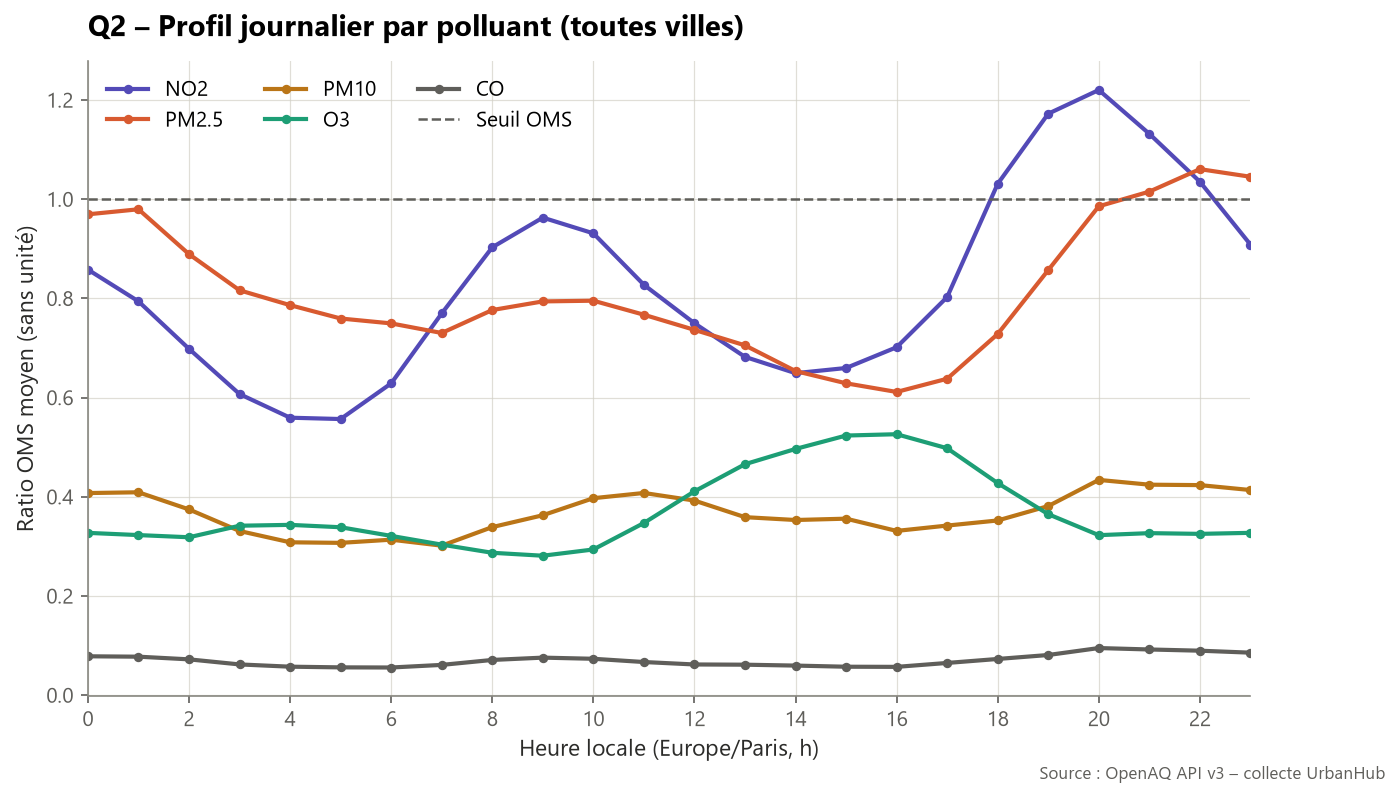 Q2 – Profil journalier par polluant (toutes villes)
NO2
PM2.5
PM10
O3
CO
Seuil OMS
Ratio OMS moyen (sans unité)
1.2
1.0
0.8
0.6
0.4
0.2
0.0
0 2 4 6 8 10 12 14 16 18 20 22
Heure locale (Europe/Paris, h)
Source : OpenAQ API v3 – collecte UrbanHub